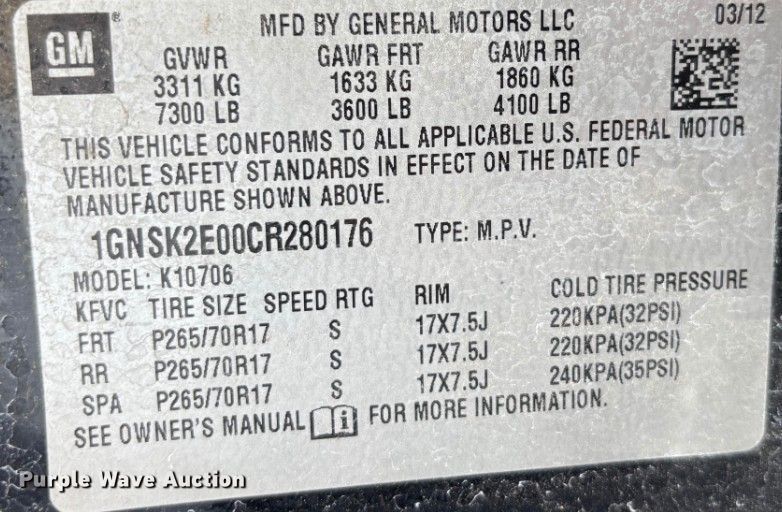 GM
MFD BY GENERAL MOTORS LLC 03/12
GVWR GAWR FRT GAWR RR
3311 KG 1633 KG 1860 KG
7300 LB 3600 LB 4100 LB
THIS VEHICLE CONFORMS TO ALL APPLICABLE U.S. FEDERAL MOTOR
VEHICLE SAFETY STANDARDS IN EFFECT ON THE DATE OF
MANUFACTURE SHOWN ABOVE.
1GNSK2E00CR280176 TYPE: M.P.V.
MODEL: K10706
KFVC TIRE SIZE SPEED RTG RIM COLD TIRE PRESSURE
FRT P265/70R17 S 17X7.5J 220KPA(32PSI)
RR P265/70R17 S 17X7.5J 220KPA(32PSI)
SPA P265/70R17 S 17X7.5J 240KPA(35PSI)
SEE OWNER'S MANUAL i FOR MORE INFORMATION.
Purple Wave Auction